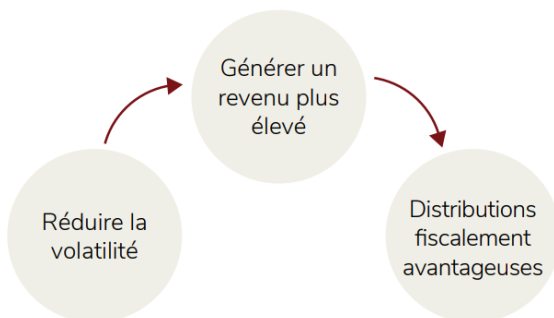 Réduire la
volatilité
Générer un
revenu plus
élevé
Distributions
fiscalement
avantageuses